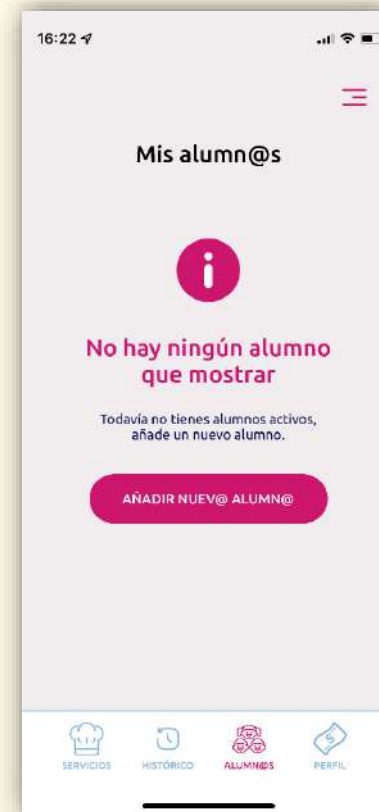 16:22
Mis alumn@s
No hay ningún alumno
que mostrar
Todavía no tienes alumnos activos,
añade un nuevo alumno.
AÑADIR NUEV@ ALUMN@
SERVICIOS
HISTÓRICO
ALUMN@S
PERFIL